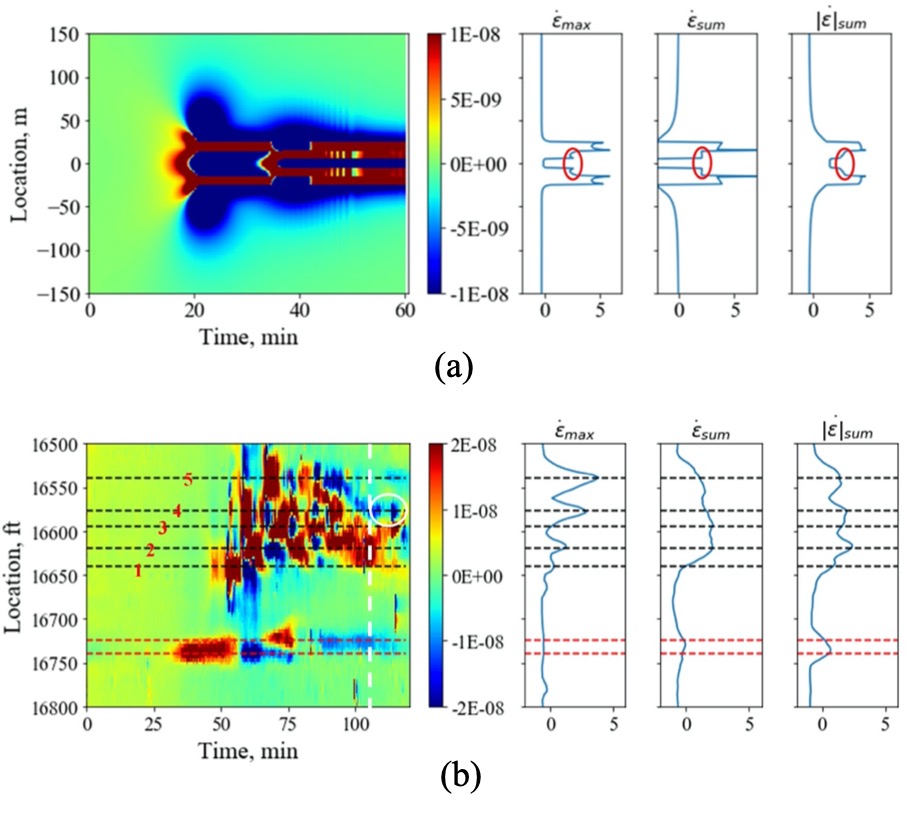 ε̇max ε̇sum |ε̇|sum
150 1E-08
100
5E-09
50
Location, m 0 0E+00
−50
-5E-09
−100
−150 -1E-08
0 20 40 60 0 5 0 5 0 5
Time, min
(a)
ε̇max ε̇sum |ε̇|sum
16500 2E-08
16550 5
1E-08
4
16600 3
Location, ft 2
16650 1 0E+00
16700
-1E-08
16750
16800 -2E-08
0 25 50 75 100 0 5 0 5 0 5
Time, min
(b)